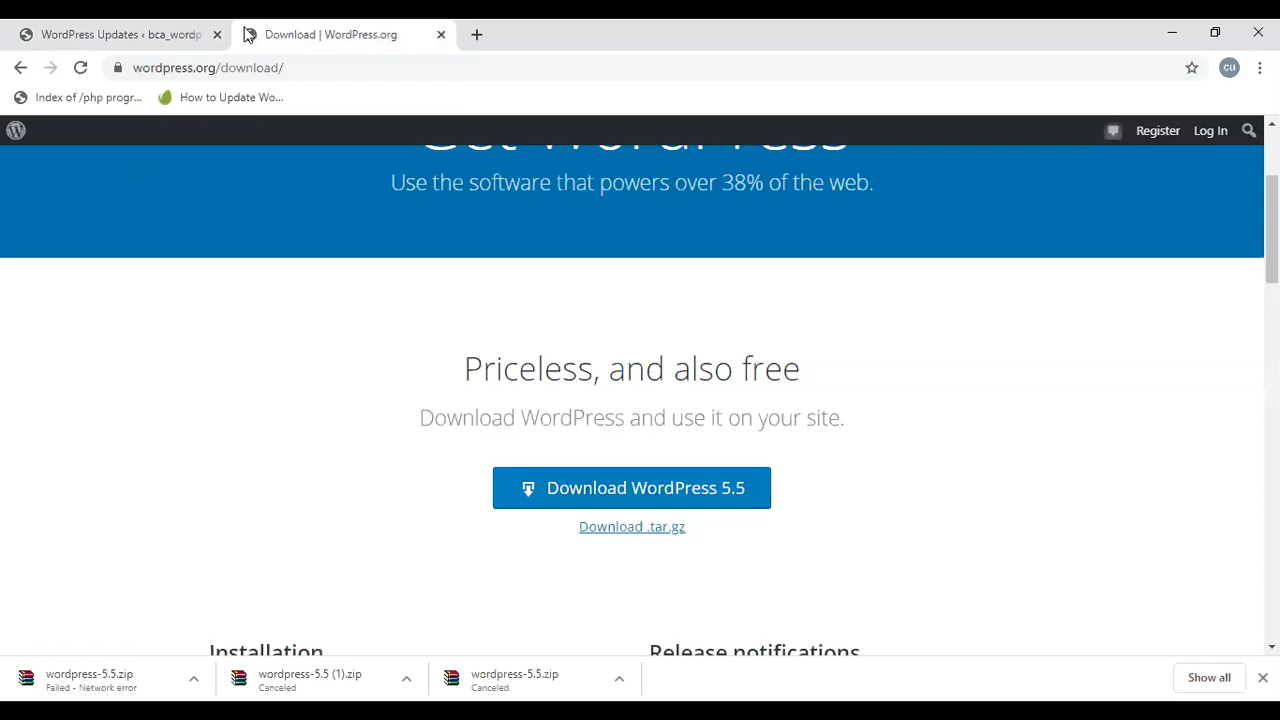 WordPress Updates ‹ bca_wordp
Download | WordPress.org
wordpress.org/download/
CU
Index of /php progr...
How to Update Wo...
Register
Log In
Get WordPress
Use the software that powers over 38% of the web.
Priceless, and also free
Download WordPress and use it on your site.
Download WordPress 5.5
Download .tar.gz
Installation
Release notifications
wordpress-5.5.zip
Failed - Network error
wordpress-5.5 (1).zip
Canceled
wordpress-5.5.zip
Canceled
Show all